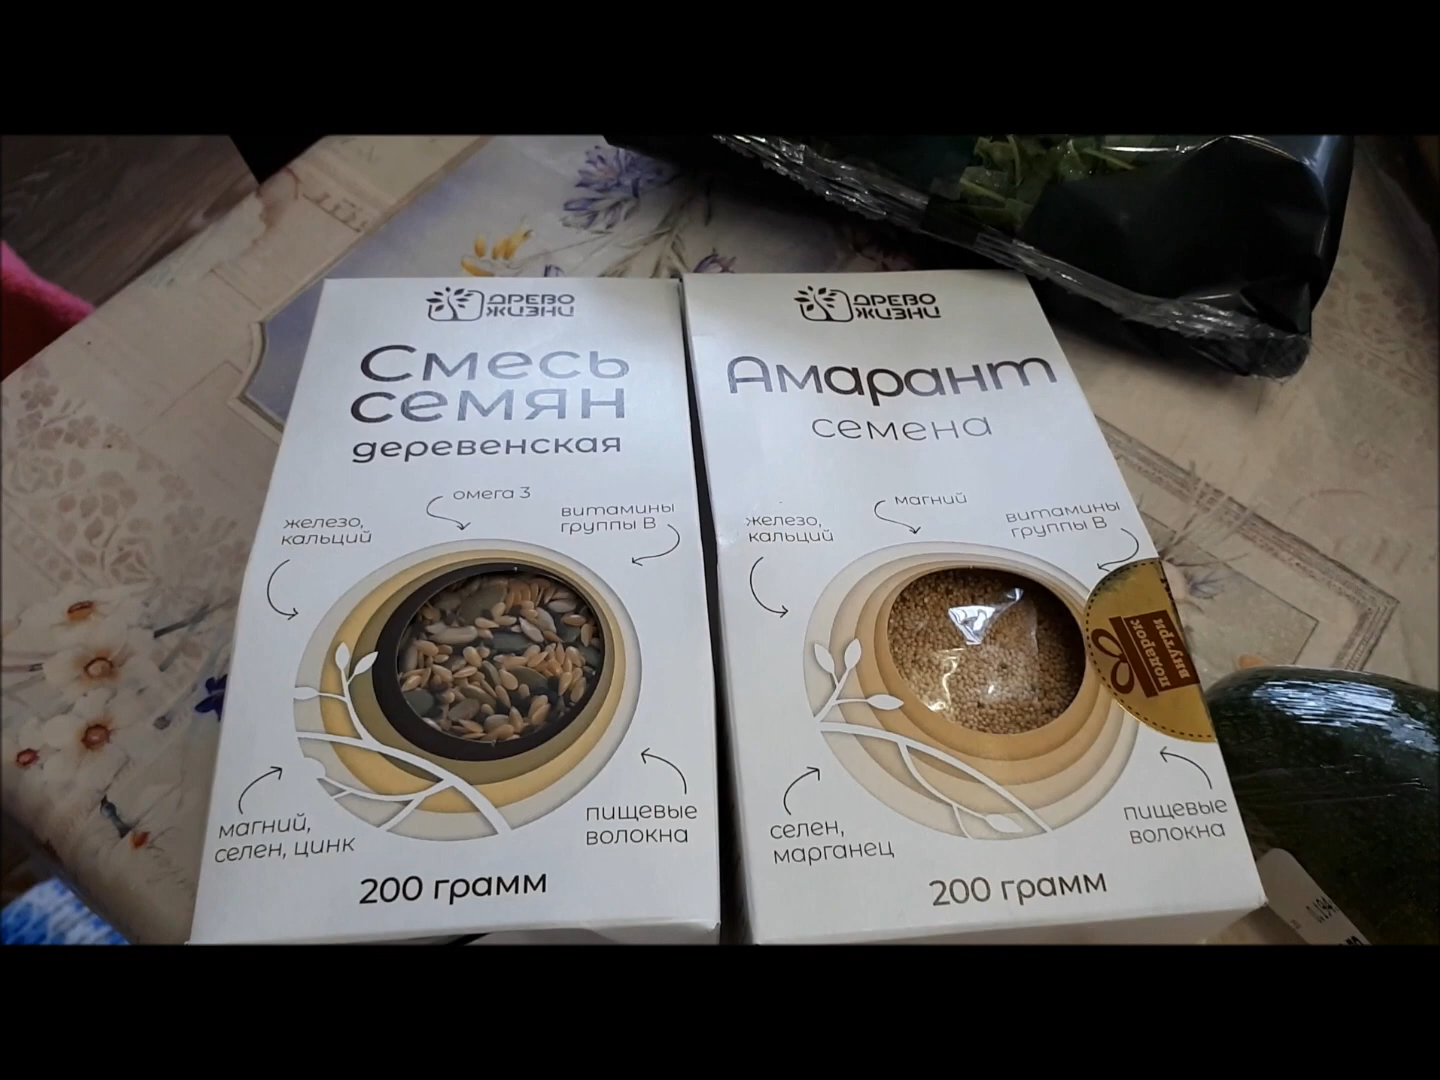 ДРЕВО
ЖИЗНИ
Смесь
семян
деревенская
омега 3
железо,
кальций
витамины
группы В
магний,
селен, цинк
пищевые
волокна
200 грамм
ДРЕВО
ЖИЗНИ
Амарант
семена
магний
железо,
кальций
витамины
группы В
подарок
внутри
селен,
марганец
пищевые
волокна
200 грамм